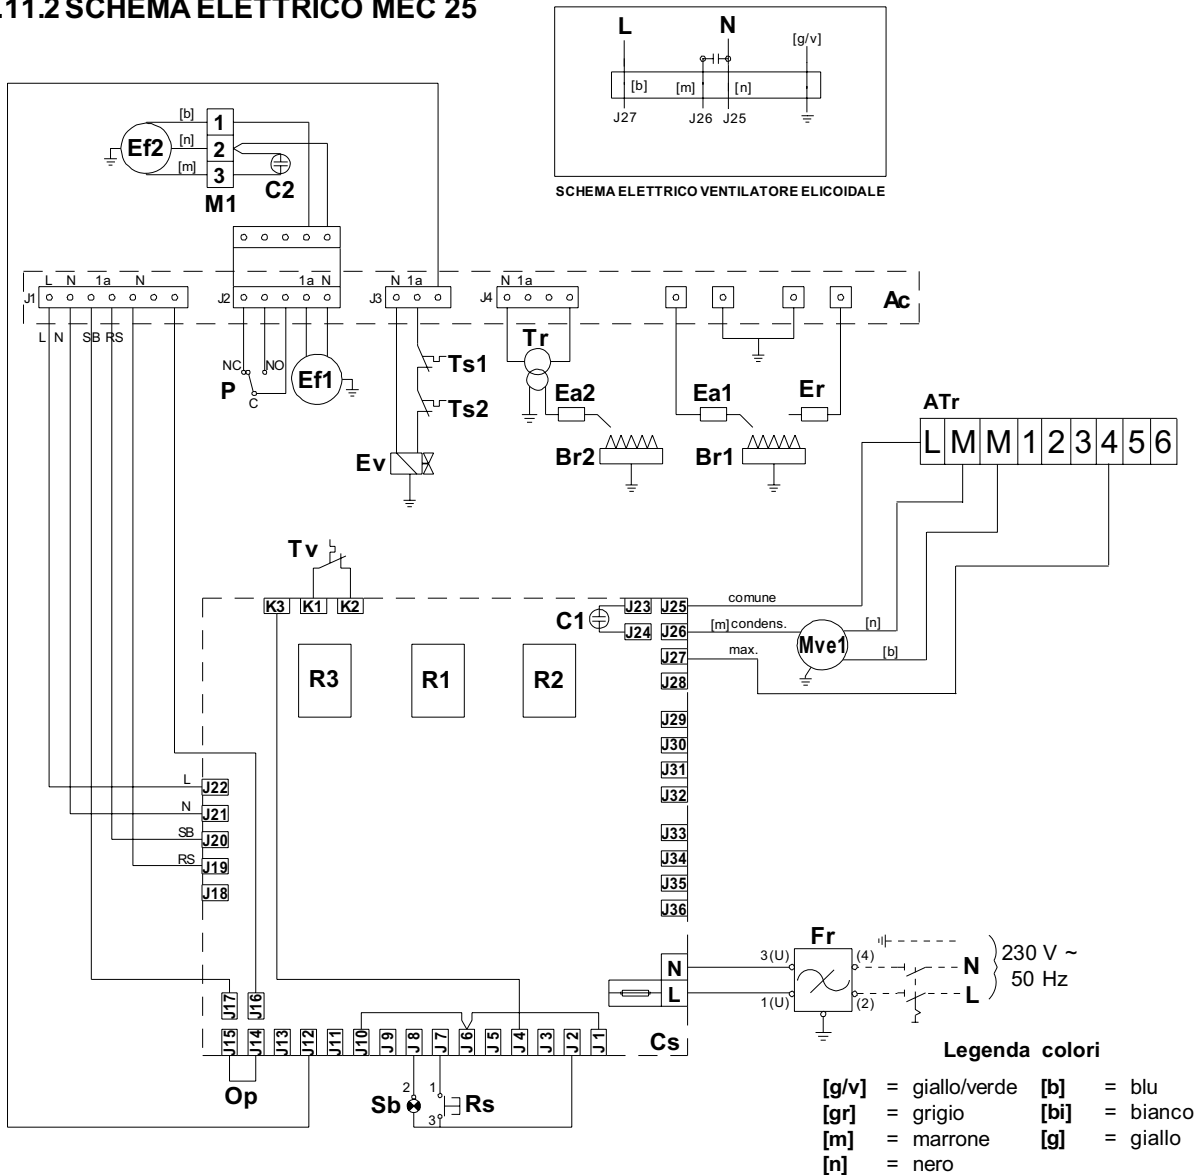 .11.2 SCHEMA ELETTRICO MEC 25
L N [g/v]
[b] [m] [n]
J27 J26 J25
SCHEMA ELETTRICO VENTILATORE ELICOIDALE
[b] 1
Ef2 [n] 2
[m] 3
M1 C2
L N 1a N 1a N N 1a N 1a
J1 J2 J3 J4 Ac
L N SB RS
NC NO
P C Ef1
Ts1
Ts2
Ev
Tr
Ea2
Br2
Ea1 Er
Br1
ATr
L M M 1 2 3 4 5 6
Tv
K3 K1 K2
C1 J23 J25 comune
J24 J26 [m] condens. Mve1 [n]
J27 max. [b]
J28
R3 R1 R2
J29
J30
J31
J32
J33
J34
J35
J36
L J22
N J21
SB J20
RS J19
J18
N
L
3(U) Fr (4) N
1(U) (2) L
230 V ~
50 Hz
J17 J16
J15 J14 J13 J12 J11 J10 J9 J8 J7 J6 J5 J4 J3 J2 J1 Cs
Op
2 1
Sb Rs
3
Legenda colori
[g/v] = giallo/verde [b] = blu
[gr] = grigio [bi] = bianco
[m] = marrone [g] = giallo
[n] = nero